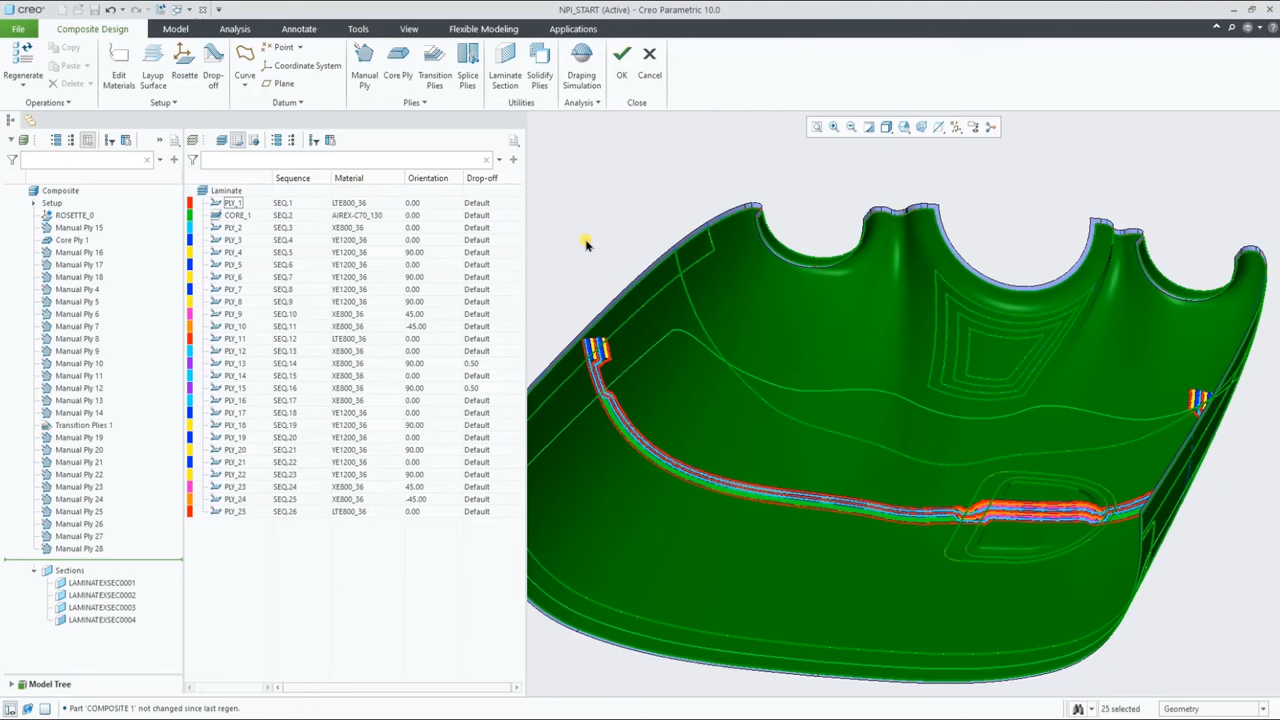 creo
NPI_START (Active) - Creo Parametric 10.0
File Composite Design Model Analysis Annotate Tools View Flexible Modeling Applications
Regenerate
Copy
Paste
Delete
Operations
Edit Materials
Layup Surface
Rosette
Drop-off
Setup
Curve
Point
Coordinate System
Plane
Datum
Manual Ply
Core Ply
Transition Plies
Splice Plies
Plies
Laminate Section
Solidify Plies
Utilities
Draping Simulation
Analysis
OK
Cancel
Close
Composite
Setup
ROSETTE_0
Manual Ply 15
Core Ply 1
Manual Ply 16
Manual Ply 17
Manual Ply 18
Manual Ply 4
Manual Ply 5
Manual Ply 6
Manual Ply 7
Manual Ply 8
Manual Ply 9
Manual Ply 10
Manual Ply 11
Manual Ply 12
Manual Ply 13
Manual Ply 14
Transition Plies 1
Manual Ply 19
Manual Ply 20
Manual Ply 21
Manual Ply 22
Manual Ply 23
Manual Ply 24
Manual Ply 25
Manual Ply 26
Manual Ply 27
Manual Ply 28
Sections
LAMINATEXSEC0001
LAMINATEXSEC0002
LAMINATEXSEC0003
LAMINATEXSEC0004
Model Tree
Sequence Material Orientation Drop-off
Laminate
PLY_1 SEQ.1 LTE800_36 0.00 Default
CORE_1 SEQ.2 AIREX-C70_130 0.00 Default
PLY_2 SEQ.3 XE800_36 0.00 Default
PLY_3 SEQ.4 YE1200_36 0.00 Default
PLY_4 SEQ.5 YE1200_36 90.00 Default
PLY_5 SEQ.6 YE1200_36 0.00 Default
PLY_6 SEQ.7 YE1200_36 90.00 Default
PLY_7 SEQ.8 YE1200_36 0.00 Default
PLY_8 SEQ.9 YE1200_36 90.00 Default
PLY_9 SEQ.10 XE800_36 45.00 Default
PLY_10 SEQ.11 XE800_36 -45.00 Default
PLY_11 SEQ.12 LTE800_36 0.00 Default
PLY_12 SEQ.13 XE800_36 0.00 Default
PLY_13 SEQ.14 XE800_36 90.00 0.50
PLY_14 SEQ.15 XE800_36 0.00 Default
PLY_15 SEQ.16 XE800_36 90.00 0.50
PLY_16 SEQ.17 XE800_36 0.00 Default
PLY_17 SEQ.18 YE1200_36 0.00 Default
PLY_18 SEQ.19 YE1200_36 90.00 Default
PLY_19 SEQ.20 YE1200_36 0.00 Default
PLY_20 SEQ.21 YE1200_36 90.00 Default
PLY_21 SEQ.22 YE1200_36 0.00 Default
PLY_22 SEQ.23 YE1200_36 90.00 Default
PLY_23 SEQ.24 XE800_36 45.00 Default
PLY_24 SEQ.25 XE800_36 -45.00 Default
PLY_25 SEQ.26 LTE800_36 0.00 Default
• Part 'COMPOSITE 1' not changed since last regen.
25 selected
Geometry